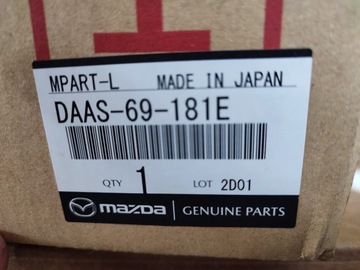 MPART-L MADE IN JAPAN
DAAS-69-181E
QTY 1 LOT 2D01
mazda GENUINE PARTS